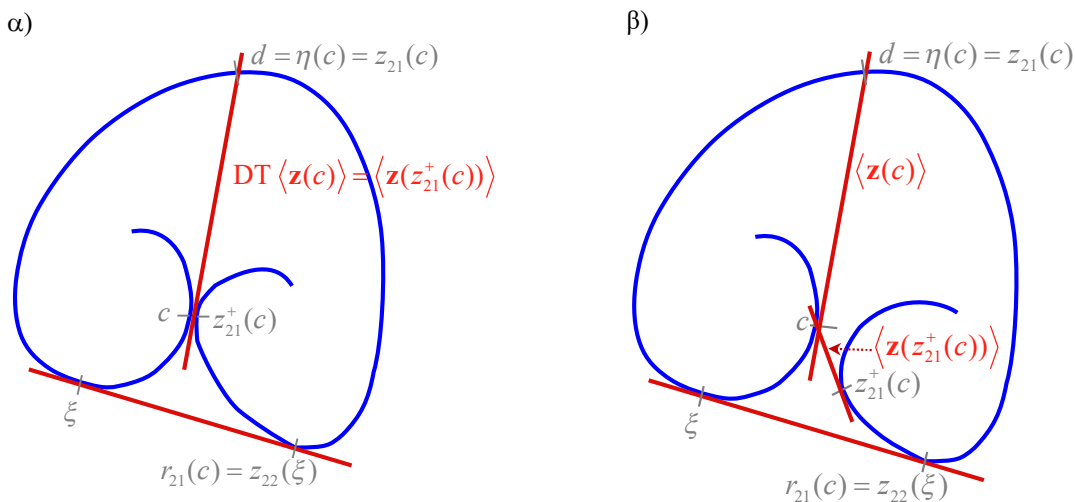 α)
d = η(c) = z₂₁(c)
DT ⟨z(c)⟩ = ⟨z(z₂₁⁺(c))⟩
c
z₂₁⁺(c)
ξ
r₂₁(c) = z₂₂(ξ)
β)
d = η(c) = z₂₁(c)
⟨z(c)⟩
c
⟨z(z₂₁⁺(c))⟩
z₂₁⁺(c)
ξ
r₂₁(c) = z₂₂(ξ)